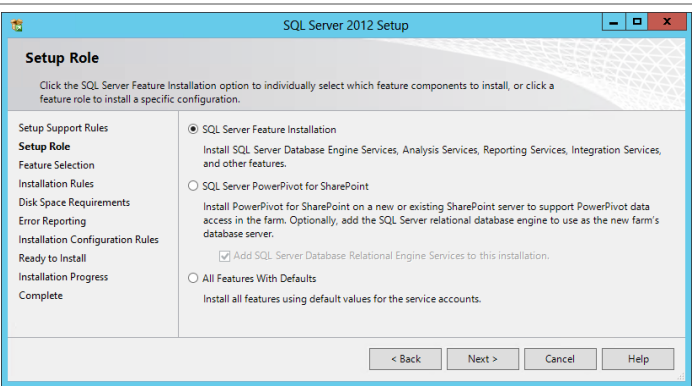 SQL Server 2012 Setup
Setup Role
Click the SQL Server Feature Installation option to individually select which feature components to install, or click a
feature role to install a specific configuration.
Setup Support Rules
Setup Role
Feature Selection
Installation Rules
Disk Space Requirements
Error Reporting
Installation Configuration Rules
Ready to Install
Installation Progress
Complete
SQL Server Feature Installation
Install SQL Server Database Engine Services, Analysis Services, Reporting Services, Integration Services,
and other features.
SQL Server PowerPivot for SharePoint
Install PowerPivot for SharePoint on a new or existing SharePoint server to support PowerPivot data
access in the farm. Optionally, add the SQL Server relational database engine to use as the new farm's
database server.
Add SQL Server Database Relational Engine Services to this installation.
All Features With Defaults
Install all features using default values for the service accounts.
< Back
Next >
Cancel
Help